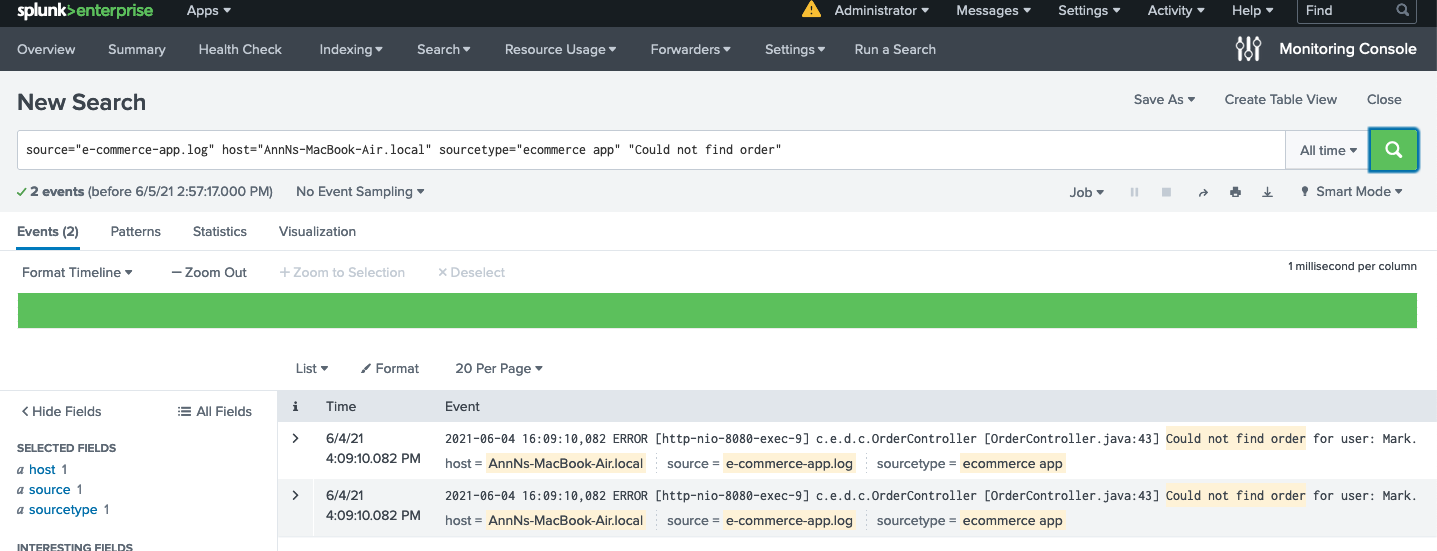 splunk>enterprise Apps Administrator Messages Settings Activity Help Find
Overview Summary Health Check Indexing Search Resource Usage Forwarders Settings Run a Search Monitoring Console
New Search Save As Create Table View Close
source="e-commerce-app.log" host="AnnNs-MacBook-Air.local" sourcetype="ecommerce app" "Could not find order" All time
2 events (before 6/5/21 2:57:17.000 PM) No Event Sampling Job Smart Mode
Events (2) Patterns Statistics Visualization
Format Timeline – Zoom Out + Zoom to Selection × Deselect 1 millisecond per column
List Format 20 Per Page
< Hide Fields All Fields i Time Event
SELECTED FIELDS
a host 1
a source 1
a sourcetype 1
INTERESTING FIELDS
> 6/4/21 2021-06-04 16:09:10,082 ERROR [http-nio-8080-exec-9] c.e.d.c.OrderController [OrderController.java:43] Could not find order for user: Mark.
4:09:10.082 PM host = AnnNs-MacBook-Air.local source = e-commerce-app.log sourcetype = ecommerce app
> 6/4/21 2021-06-04 16:09:10,082 ERROR [http-nio-8080-exec-9] c.e.d.c.OrderController [OrderController.java:43] Could not find order for user: Mark.
4:09:10.082 PM host = AnnNs-MacBook-Air.local source = e-commerce-app.log sourcetype = ecommerce app